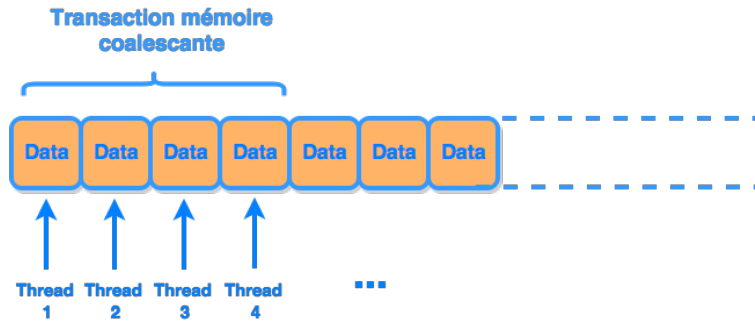 Transaction mémoire
coalescante
Data Data Data Data Data Data Data
Thread Thread Thread Thread
1 2 3 4
...